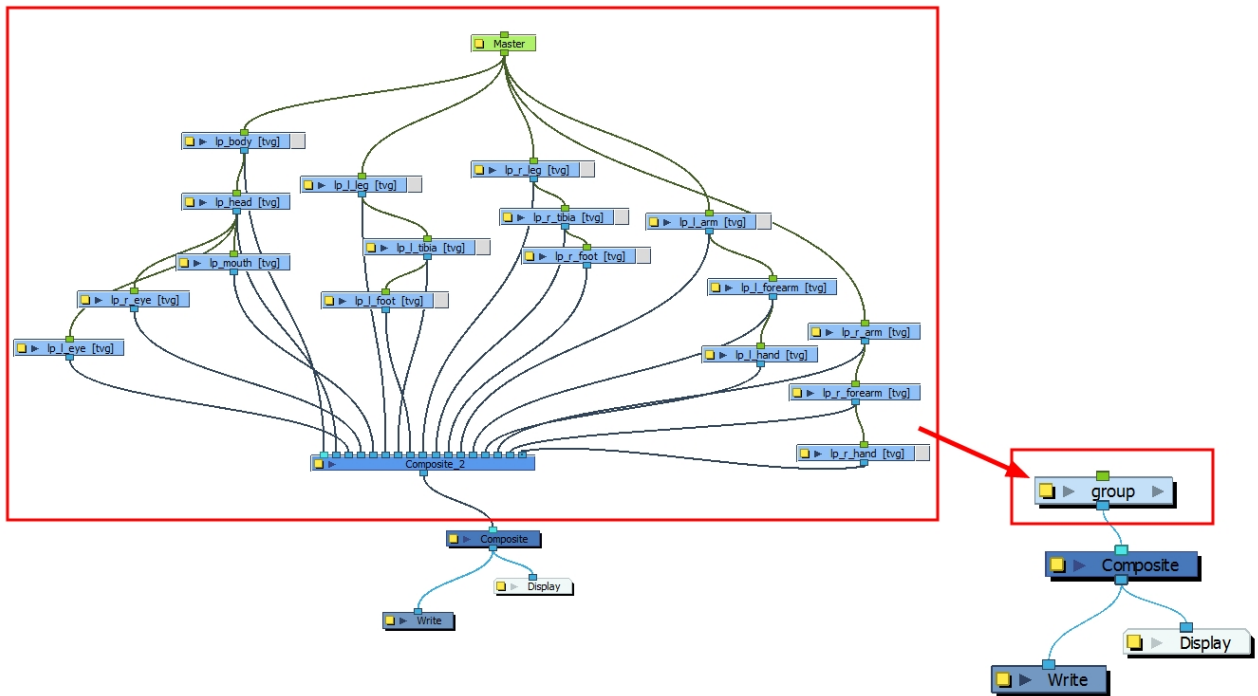 Master
lp_body [tvg]
lp_r_leg [tvg]
lp_l_leg [tvg]
lp_head [tvg]
lp_r_tibia [tvg]
lp_l_arm [tvg]
lp_l_tibia [tvg]
lp_r_foot [tvg]
lp_mouth [tvg]
lp_l_forearm [tvg]
lp_r_eye [tvg]
lp_l_foot [tvg]
lp_r_arm [tvg]
lp_l_eye [tvg]
lp_l_hand [tvg]
lp_r_forearm [tvg]
lp_r_hand [tvg]
Composite_2
group
Composite
Composite
Display
Write
Display
Write